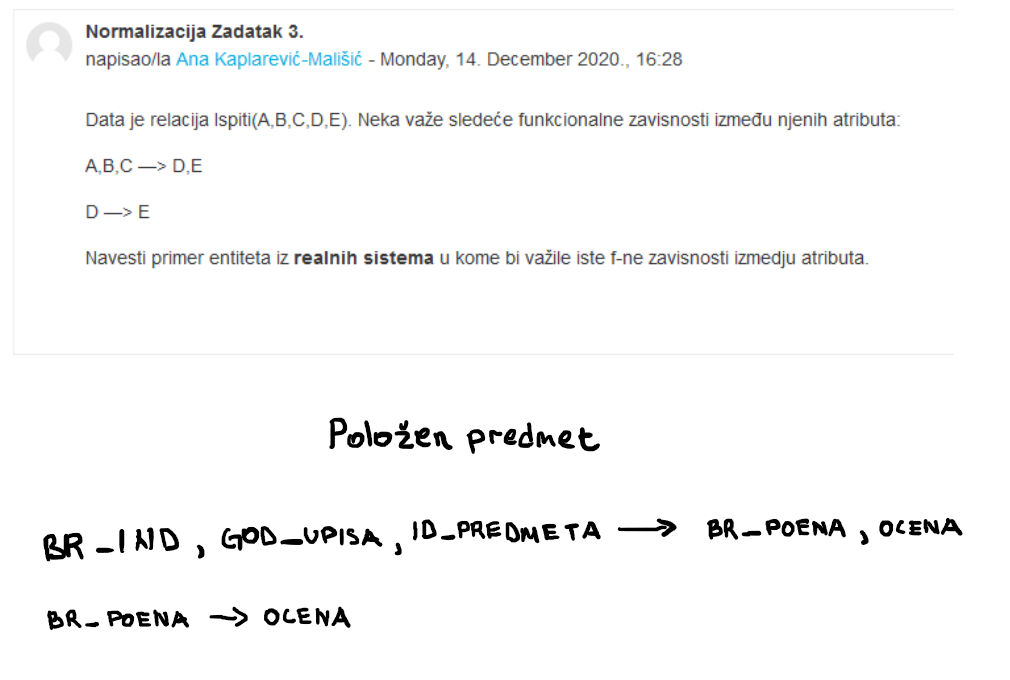 Normalizacija Zadatak 3.
napisao/la Ana Kaplarević-Mališić - Monday, 14. December 2020., 16:28
Data je relacija Ispiti(A,B,C,D,E). Neka važe sledeće funkcionalne zavisnosti između njenih atributa:
A,B,C —> D,E
D —> E
Navesti primer entiteta iz realnih sistema u kome bi važile iste f-ne zavisnosti izmedju atributa.
Položen predmet
BR_IND, GOD_UPISA, ID_PREDMETA —> BR_POENA, OCENA
BR_POENA —> OCENA